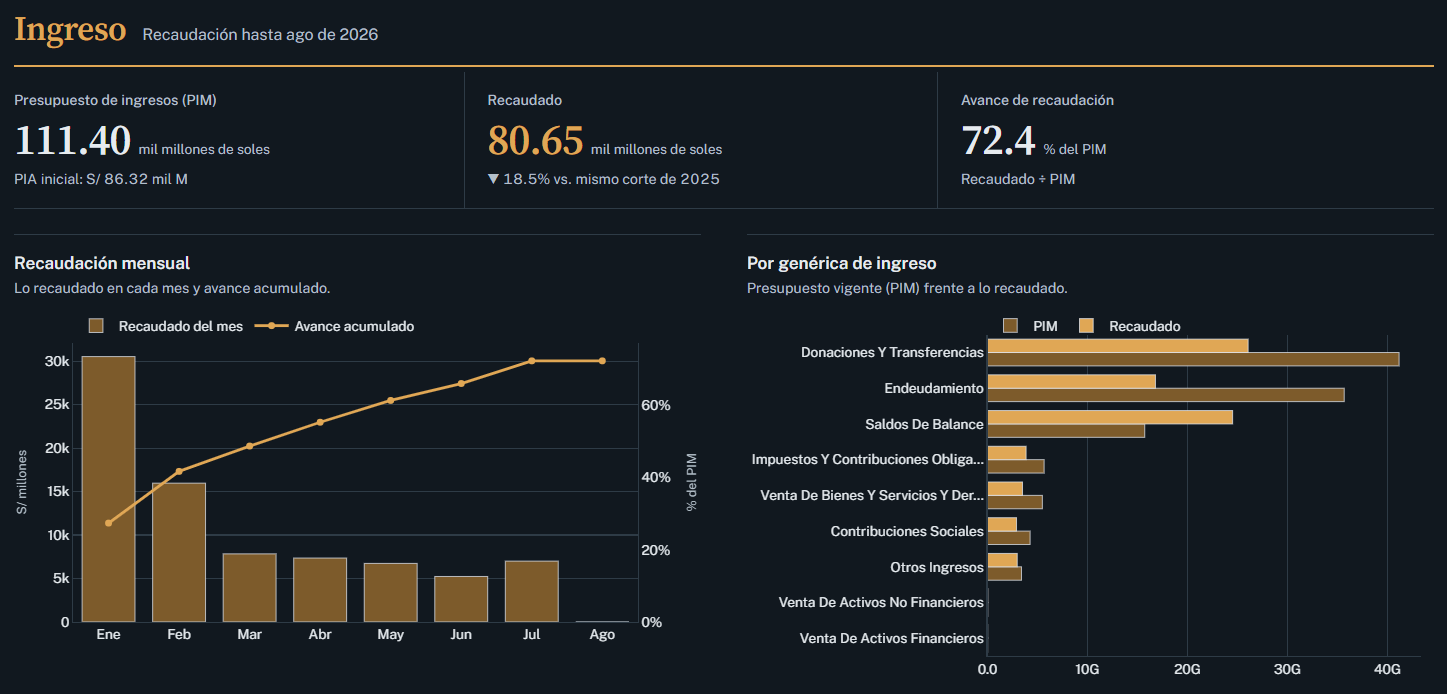 Ingreso Recaudación hasta ago de 2026
Presupuesto de ingresos (PIM)
111.40 mil millones de soles
PIA inicial: S/ 86.32 mil M
Recaudado
80.65 mil millones de soles
▼ 18.5% vs. mismo corte de 2025
Avance de recaudación
72.4 % del PIM
Recaudado ÷ PIM
Recaudación mensual
Lo recaudado en cada mes y avance acumulado.
Recaudado del mes Avance acumulado
S/ millones
30k
25k
20k
15k
10k
5k
0
60%
40%
20%
0%
% del PIM
Ene Feb Mar Abr May Jun Jul Ago
Por genérica de ingreso
Presupuesto vigente (PIM) frente a lo recaudado.
PIM Recaudado
Donaciones Y Transferencias
Endeudamiento
Saldos De Balance
Impuestos Y Contribuciones Obliga...
Venta De Bienes Y Servicios Y Der...
Contribuciones Sociales
Otros Ingresos
Venta De Activos No Financieros
Venta De Activos Financieros
0.0 10G 20G 30G 40G